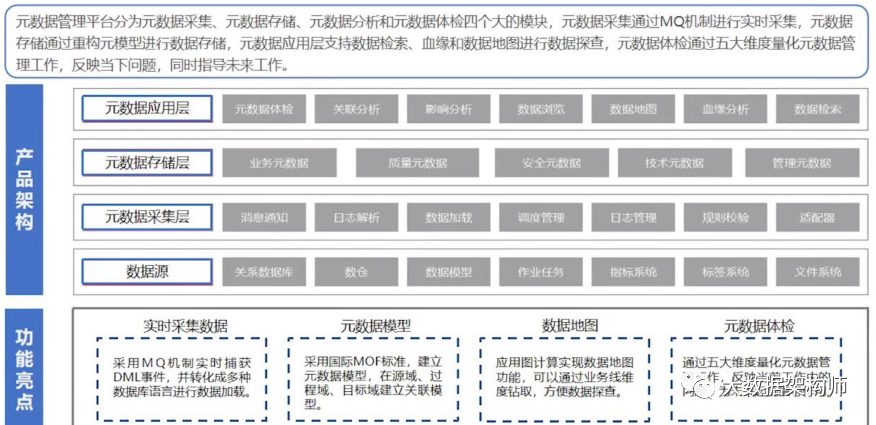 元数据管理平台分为元数据采集、元数据存储、元数据分析和元数据体检四个大的模块，元数据采集通过MQ机制进行实时采集，元数据
存储通过重构元模型进行数据存储，元数据应用层支持数据检索、血缘和数据地图进行数据探查，元数据体检通过五大维度量化元数据管
理工作，反映当下问题，同时指导未来工作。
产品架构
元数据应用层 元数据体检 关联分析 影响分析 数据浏览 数据地图 血缘分析 数据检索
元数据存储层 业务元数据 质量元数据 安全元数据 技术元数据 管理元数据
元数据采集层 消息通知 日志解析 数据加载 调度管理 日志管理 规则校验 适配器
数据源 关系数据库 数仓 数据模型 作业任务 指标系统 标签系统 文件系统
功能亮点
实时采集数据
采用MQ机制实时捕获
DML事件，并转化成多种
数据库语言进行数据加载。
元数据模型
采用国际MOF标准，建立
元数据模型，在源域、过
程域、目标域建立关联模
型。
数据地图
应用图计算实现数据地图
功能，可以通过业务线维
度钻取，方便数据探查。
元数据体检
通过五大维度量化元数据管
大数据架构师